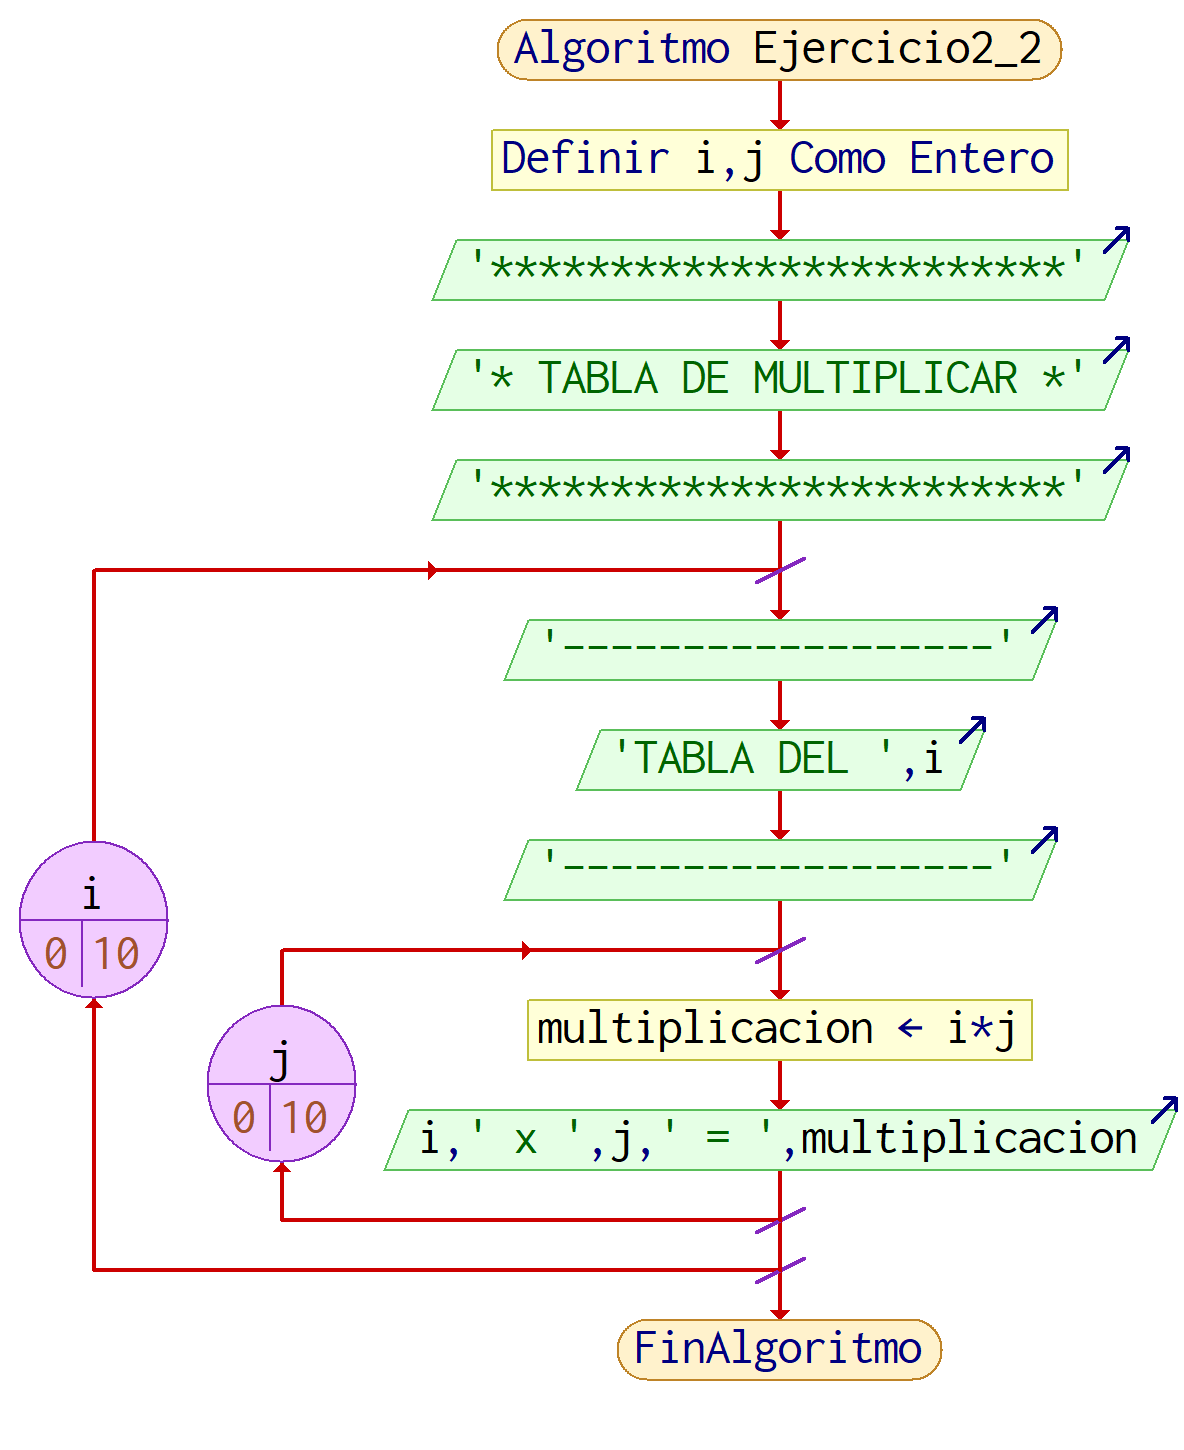 Algoritmo Ejercicio2_2
Definir i,j Como Entero
'************************'
'* TABLA DE MULTIPLICAR *'
'************************'
'------------------'
'TABLA DEL ',i
'------------------'
i
0 10
j
0 10
multiplicacion ← i*j
i,' x ',j,' = ',multiplicacion
FinAlgoritmo